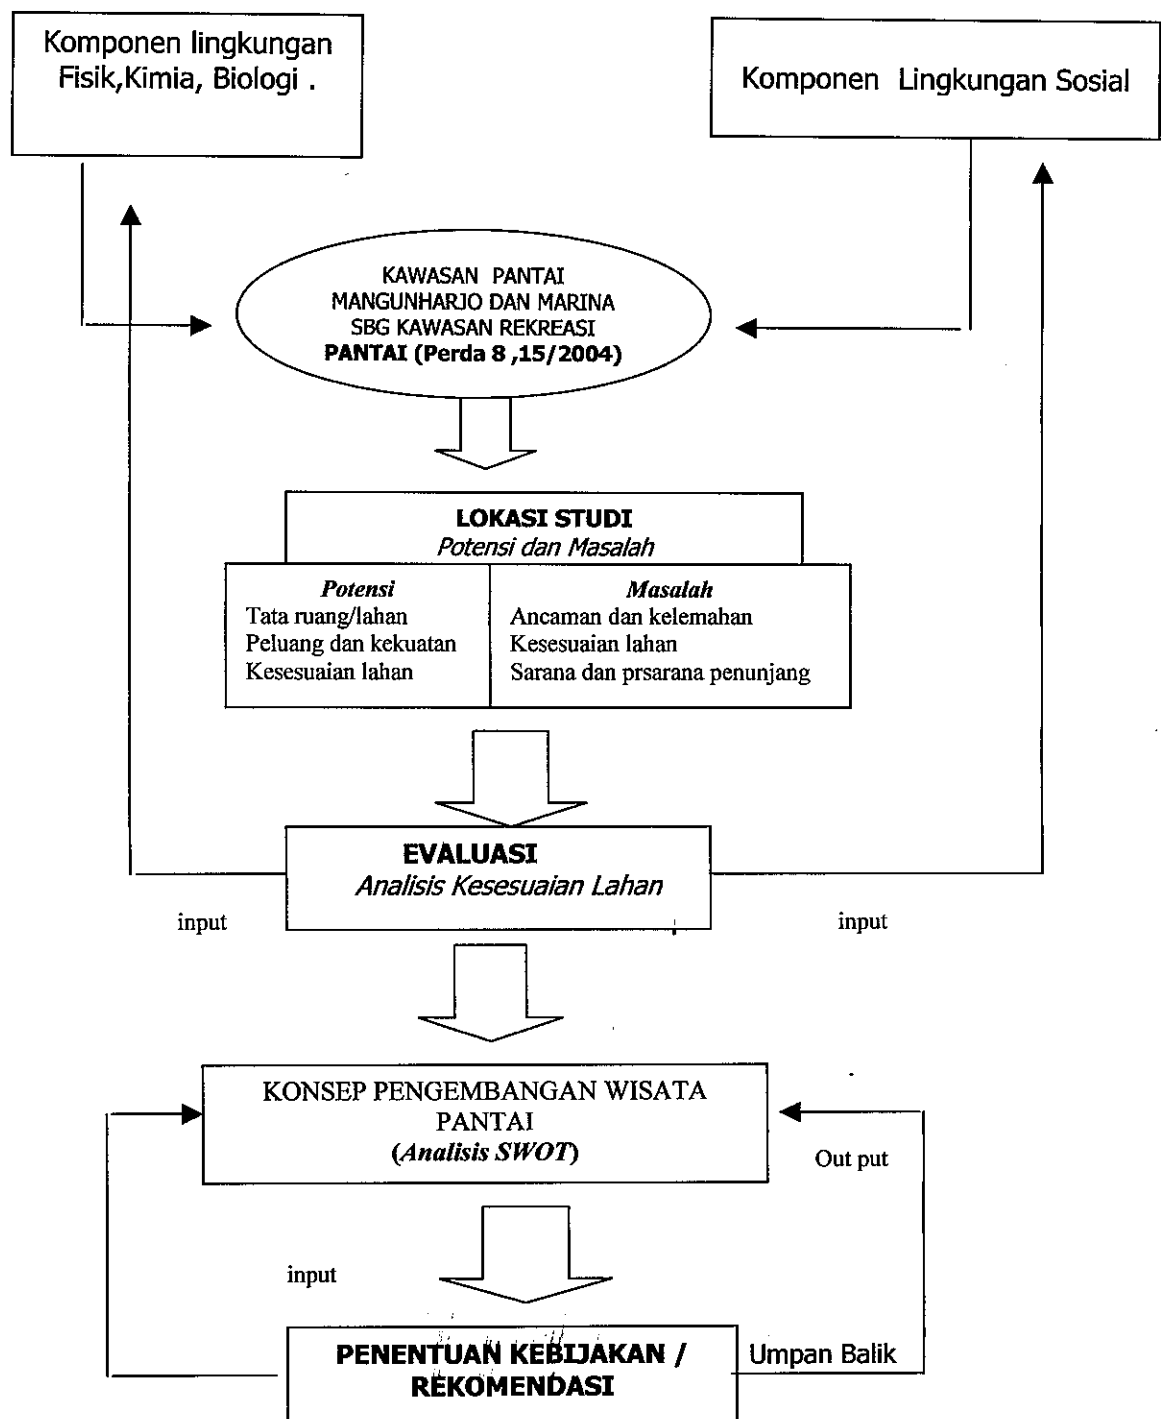 Komponen lingkungan
Fisik,Kimia, Biologi .
Komponen Lingkungan Sosial
KAWASAN PANTAI
MANGUNHARJO DAN MARINA
SBG KAWASAN REKREASI
PANTAI (Perda 8 ,15/2004)
LOKASI STUDI
Potensi dan Masalah
Potensi
Tata ruang/lahan
Peluang dan kekuatan
Kesesuaian lahan
Masalah
Ancaman dan kelemahan
Kesesuaian lahan
Sarana dan prsarana penunjang
EVALUASI
Analisis Kesesuaian Lahan
input
input
KONSEP PENGEMBANGAN WISATA
PANTAI
(Analisis SWOT)
Out put
input
PENENTUAN KEBIJAKAN /
REKOMENDASI
Umpan Balik